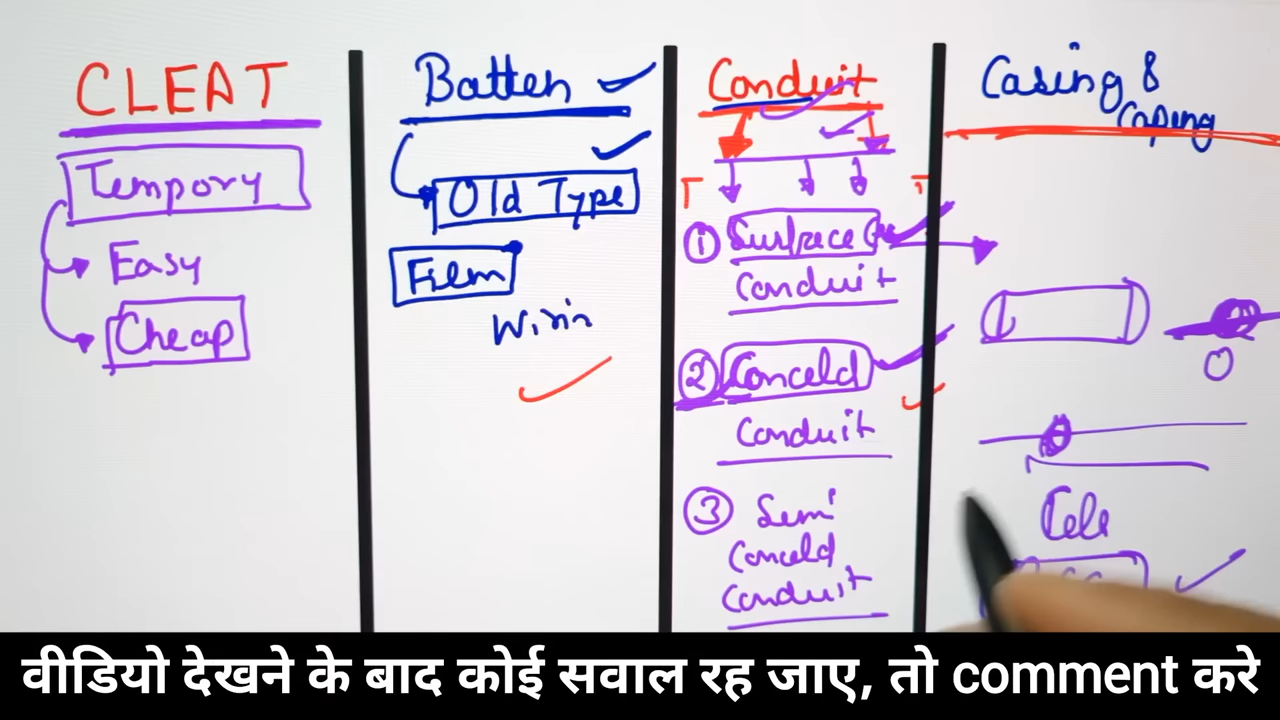 CLEAT
Tempory
Easy
Cheap
Batten
Old Type
Film
Wirin
Conduit
① Surface
Conduit
② Conceld
Conduit
③ Semi
Conceld
Conduit
Casing &
Caping
वीडियो देखने के बाद कोई सवाल रह जाए, तो comment करे